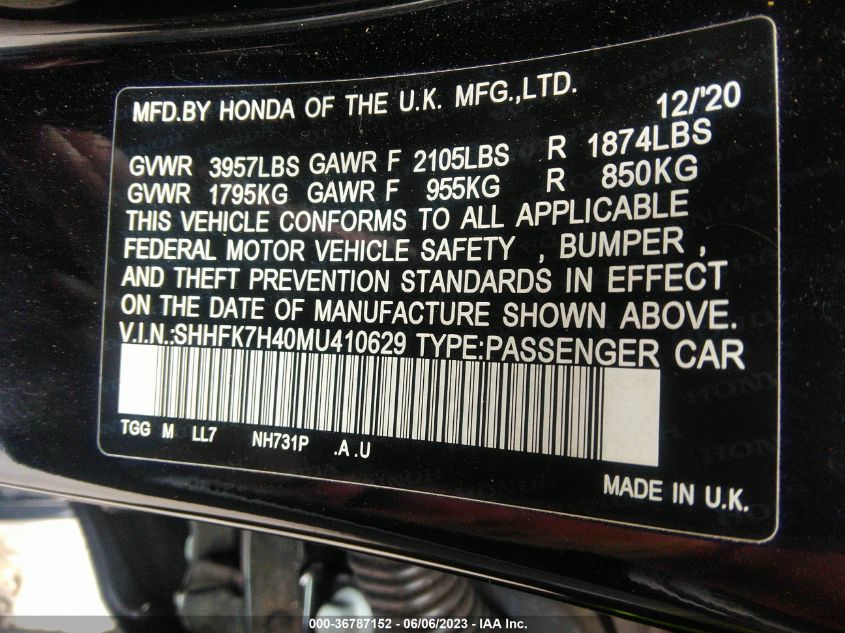 MFD.BY HONDA OF THE U.K. MFG.,LTD. 12/'20
GVWR 3957LBS GAWR F 2105LBS R 1874LBS
GVWR 1795KG GAWR F 955KG R 850KG
THIS VEHICLE CONFORMS TO ALL APPLICABLE
FEDERAL MOTOR VEHICLE SAFETY , BUMPER ,
AND THEFT PREVENTION STANDARDS IN EFFECT
ON THE DATE OF MANUFACTURE SHOWN ABOVE.
V.I.N.:SHHFK7H40MU410629 TYPE:PASSENGER CAR
TGG M LL7 NH731P .A .U
MADE IN U.K.
000-36787152 - 06/06/2023 - IAA Inc.